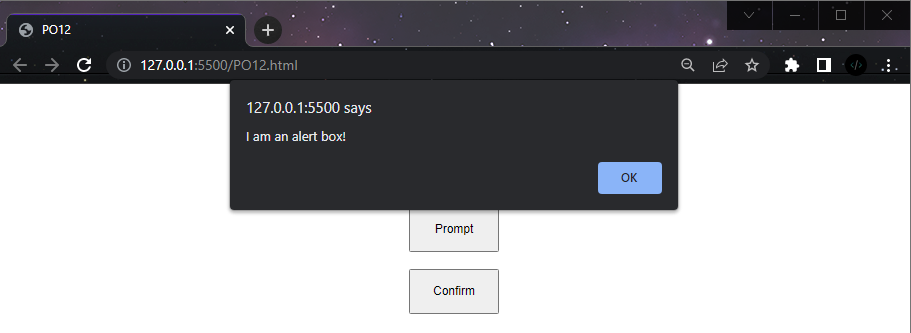 PO12
127.0.0.1:5500/PO12.html
127.0.0.1:5500 says
I am an alert box!
OK
Prompt
Confirm